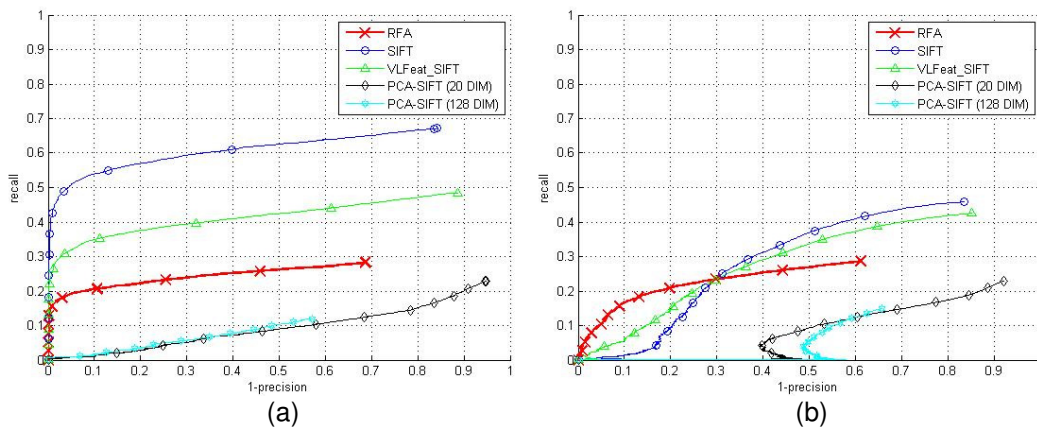 1
0.9
0.8
0.7
0.6
0.5
0.4
0.3
0.2
0.1
0
recall
0 0.1 0.2 0.3 0.4 0.5 0.6 0.7 0.8 0.9 1
1-precision
RFA
SIFT
VLFeat_SIFT
PCA-SIFT (20 DIM)
PCA-SIFT (128 DIM)
(a)
1
0.9
0.8
0.7
0.6
0.5
0.4
0.3
0.2
0.1
0
recall
0 0.1 0.2 0.3 0.4 0.5 0.6 0.7 0.8 0.9 1
1-precision
RFA
SIFT
VLFeat_SIFT
PCA-SIFT (20 DIM)
PCA-SIFT (128 DIM)
(b)